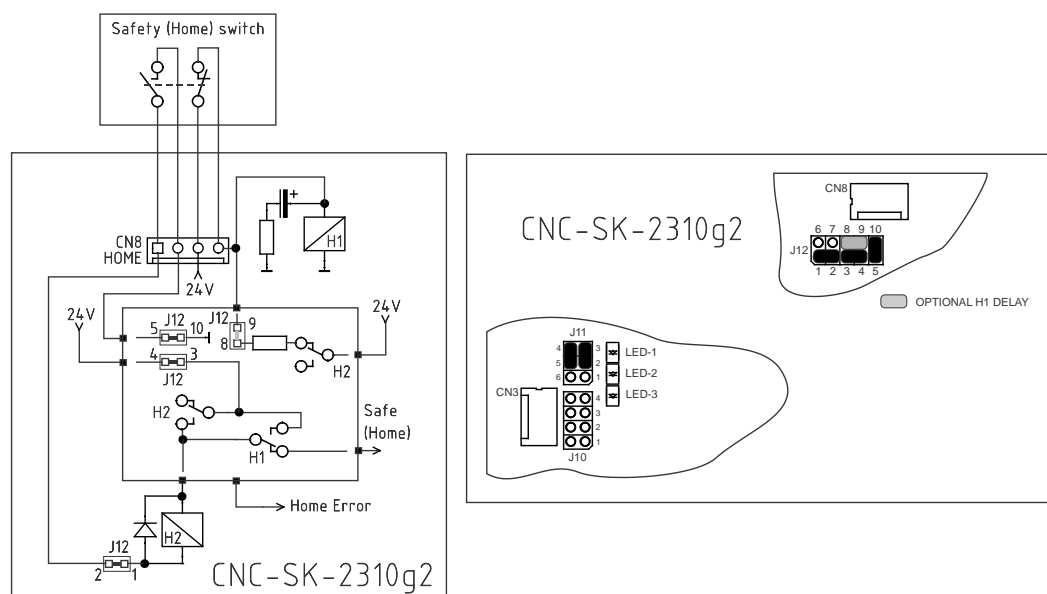 Safety (Home) switch
CN8
HOME
24V
+
H1
24V
J12
5
10
J12
9
8
24V
4
3
J12
H2
H2
H1
Safe
(Home)
Home Error
H2
J12
2
1
CNC-SK-2310g2
CNC-SK-2310g2
CN8
6 7 8 9 10
J12
1 2 3 4 5
OPTIONAL H1 DELAY
J11
4 3
5 2
6 1
LED-1
LED-2
LED-3
CN3
4
3
2
1
J10